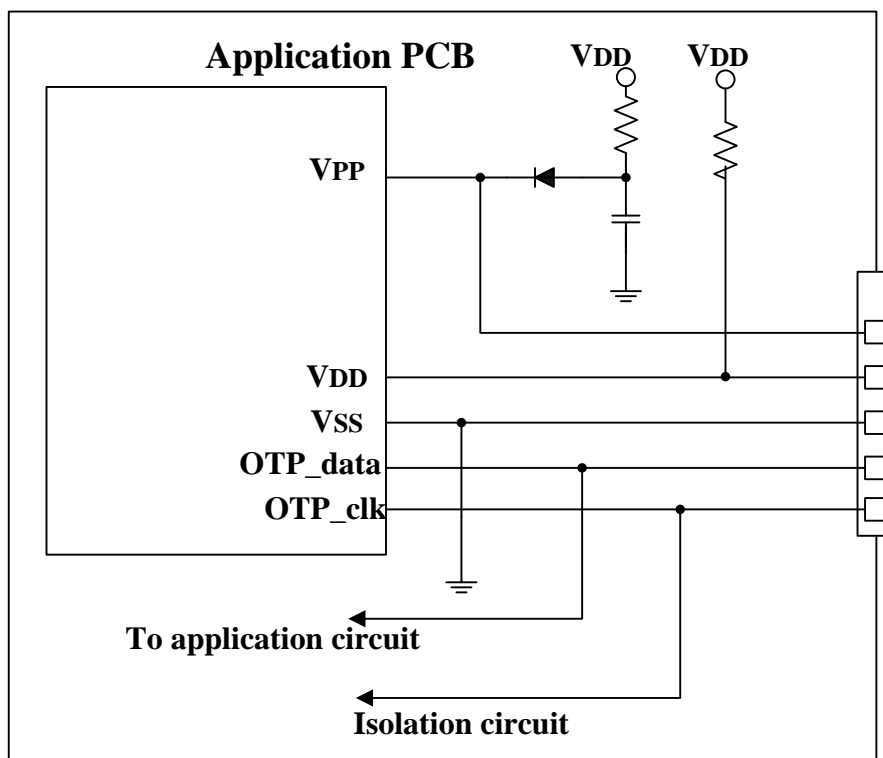 Application PCB
VDD
VDD
VPP
VDD
VSS
OTP_data
OTP_clk
To application circuit
Isolation circuit